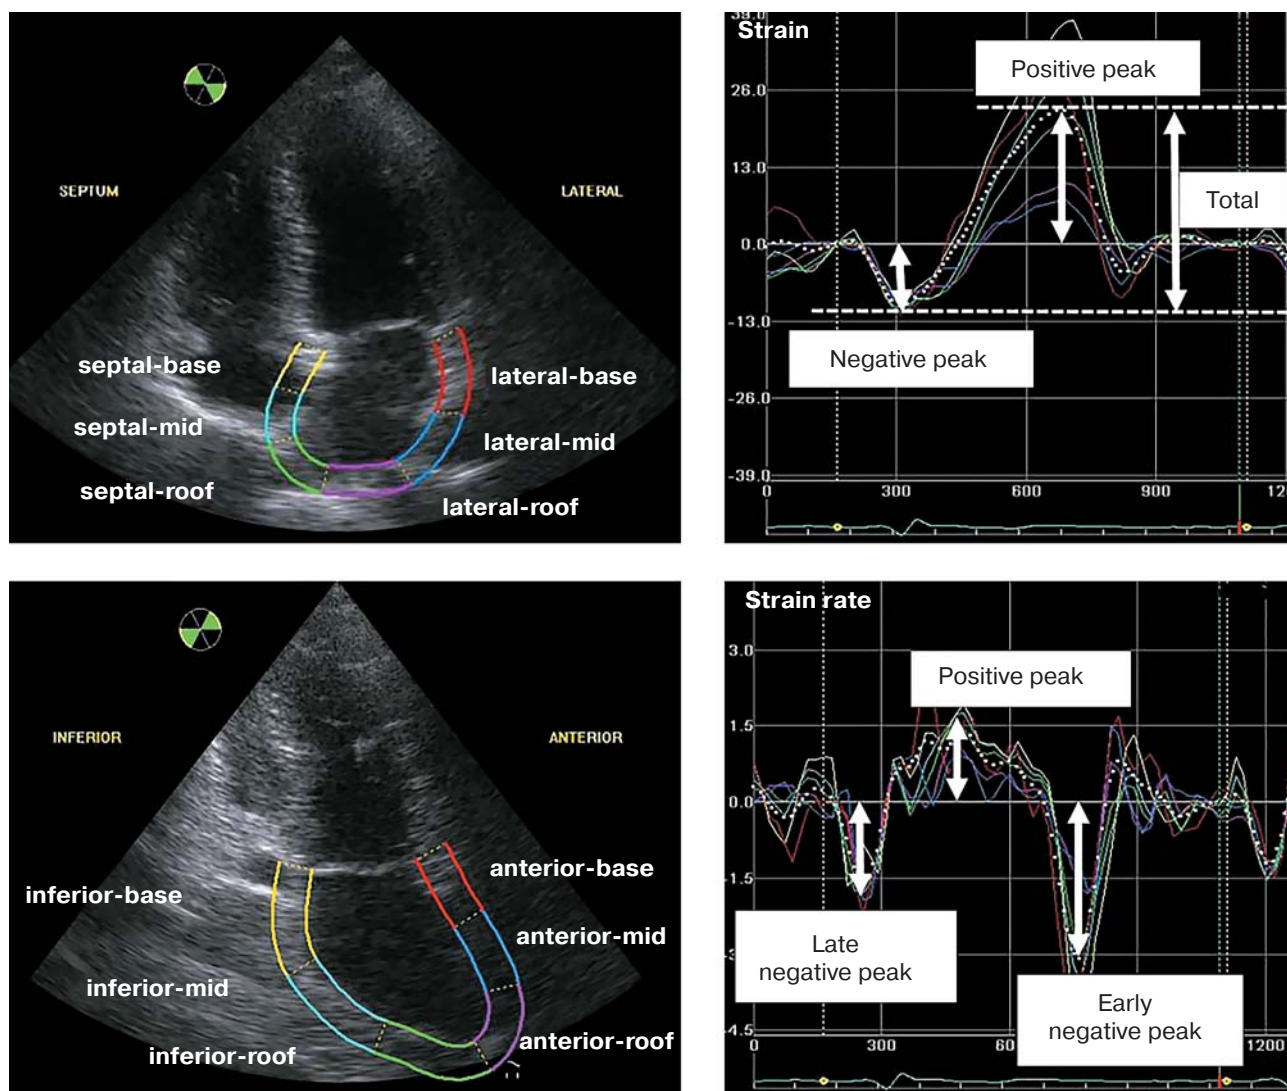 SEPTUM
LATERAL
septal-base
septal-mid
septal-roof
lateral-base
lateral-mid
lateral-roof
Strain
39.0
26.0
13.0
0.0
-13.0
-26.0
-39.0
0 300 600 900 12
Positive peak
Total
Negative peak
INFERIOR
ANTERIOR
inferior-base
inferior-mid
inferior-roof
anterior-base
anterior-mid
anterior-roof
Strain rate
3.0
1.5
0.0
1.5
4.5
0 300 1200
Positive peak
Late
negative peak
Early
negative peak